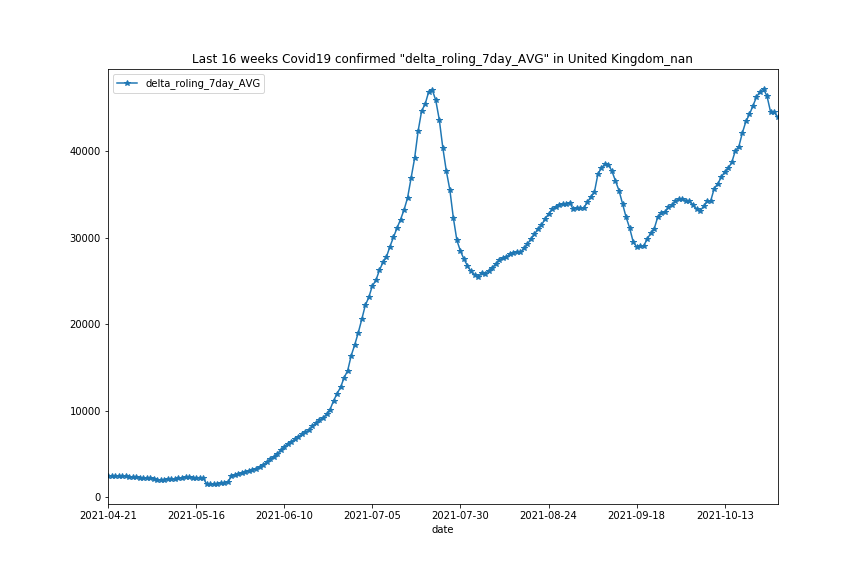 Last 16 weeks Covid19 confirmed "delta_roling_7day_AVG" in United Kingdom_nan
delta_roling_7day_AVG
40000
30000
20000
10000
0
2021-04-21 2021-05-16 2021-06-10 2021-07-05 2021-07-30 2021-08-24 2021-09-18 2021-10-13
date